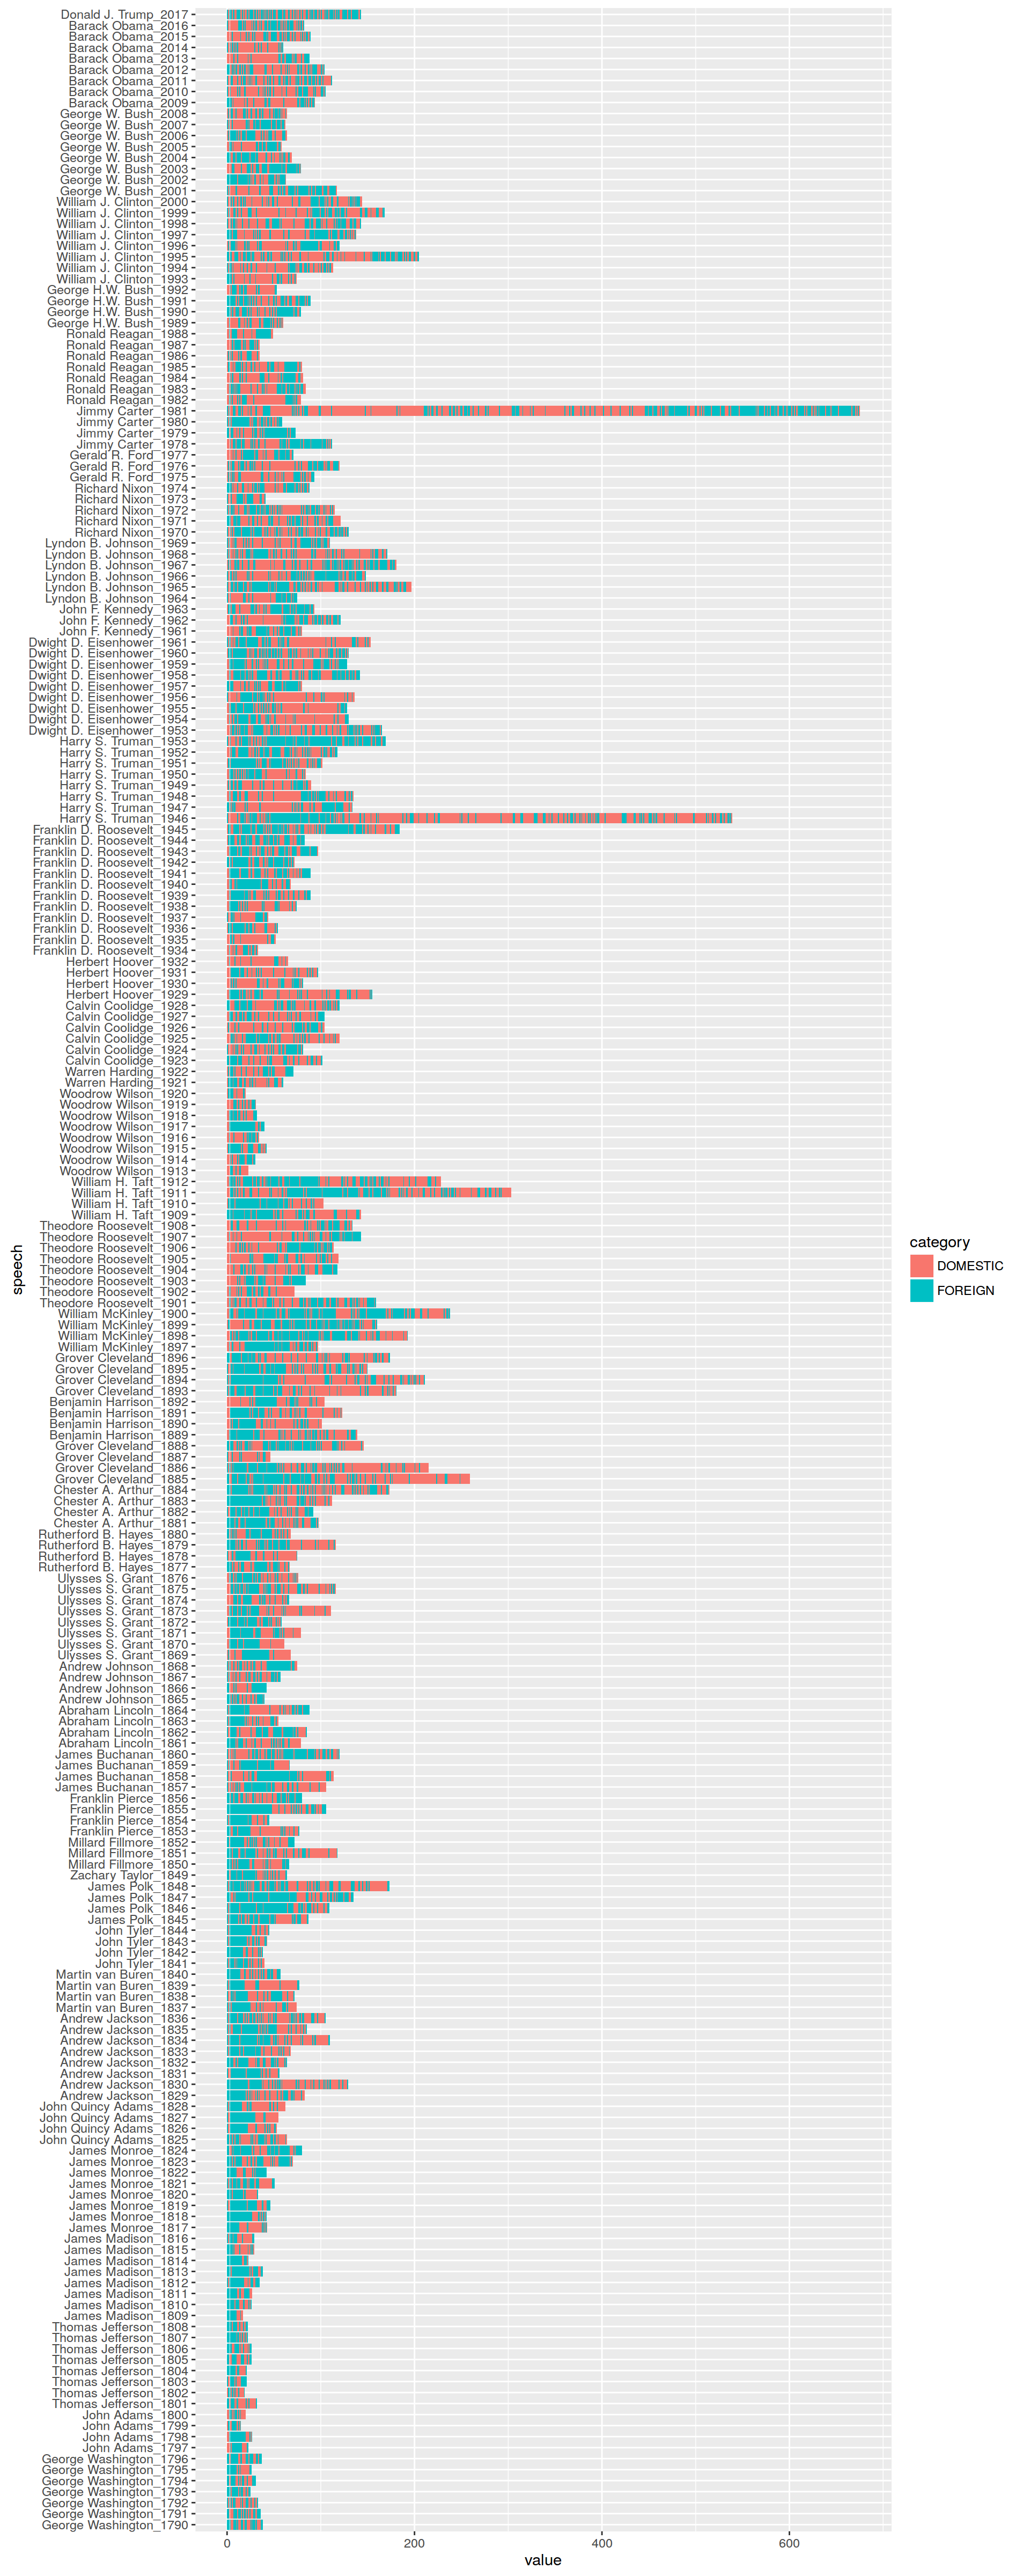 Donald J. Trump_2017
Barack Obama_2016
Barack Obama_2015
Barack Obama_2014
Barack Obama_2013
Barack Obama_2012
Barack Obama_2011
Barack Obama_2010
Barack Obama_2009
George W. Bush_2008
George W. Bush_2007
George W. Bush_2006
George W. Bush_2005
George W. Bush_2004
George W. Bush_2003
George W. Bush_2002
George W. Bush_2001
William J. Clinton_2000
William J. Clinton_1999
William J. Clinton_1998
William J. Clinton_1997
William J. Clinton_1996
William J. Clinton_1995
William J. Clinton_1994
William J. Clinton_1993
George H.W. Bush_1992
George H.W. Bush_1991
George H.W. Bush_1990
George H.W. Bush_1989
Ronald Reagan_1988
Ronald Reagan_1987
Ronald Reagan_1986
Ronald Reagan_1985
Ronald Reagan_1984
Ronald Reagan_1983
Ronald Reagan_1982
Jimmy Carter_1981
Jimmy Carter_1980
Jimmy Carter_1979
Jimmy Carter_1978
Gerald R. Ford_1977
Gerald R. Ford_1976
Gerald R. Ford_1975
Richard Nixon_1974
Richard Nixon_1973
Richard Nixon_1972
Richard Nixon_1971
Richard Nixon_1970
Lyndon B. Johnson_1969
Lyndon B. Johnson_1968
Lyndon B. Johnson_1967
Lyndon B. Johnson_1966
Lyndon B. Johnson_1965
Lyndon B. Johnson_1964
John F. Kennedy_1963
John F. Kennedy_1962
John F. Kennedy_1961
Dwight D. Eisenhower_1961
Dwight D. Eisenhower_1960
Dwight D. Eisenhower_1959
Dwight D. Eisenhower_1958
Dwight D. Eisenhower_1957
Dwight D. Eisenhower_1956
Dwight D. Eisenhower_1955
Dwight D. Eisenhower_1954
Dwight D. Eisenhower_1953
Harry S. Truman_1953
Harry S. Truman_1952
Harry S. Truman_1951
Harry S. Truman_1950
Harry S. Truman_1949
Harry S. Truman_1948
Harry S. Truman_1947
Harry S. Truman_1946
Franklin D. Roosevelt_1945
Franklin D. Roosevelt_1944
Franklin D. Roosevelt_1943
Franklin D. Roosevelt_1942
Franklin D. Roosevelt_1941
Franklin D. Roosevelt_1940
Franklin D. Roosevelt_1939
Franklin D. Roosevelt_1938
Franklin D. Roosevelt_1937
Franklin D. Roosevelt_1936
Franklin D. Roosevelt_1935
Franklin D. Roosevelt_1934
Herbert Hoover_1932
Herbert Hoover_1931
Herbert Hoover_1930
Herbert Hoover_1929
Calvin Coolidge_1928
Calvin Coolidge_1927
Calvin Coolidge_1926
Calvin Coolidge_1925
Calvin Coolidge_1924
Calvin Coolidge_1923
Warren Harding_1922
Warren Harding_1921
Woodrow Wilson_1920
Woodrow Wilson_1919
Woodrow Wilson_1918
Woodrow Wilson_1917
Woodrow Wilson_1916
Woodrow Wilson_1915
Woodrow Wilson_1914
Woodrow Wilson_1913
William H. Taft_1912
William H. Taft_1911
William H. Taft_1910
William H. Taft_1909
Theodore Roosevelt_1908
Theodore Roosevelt_1907
Theodore Roosevelt_1906
Theodore Roosevelt_1905
Theodore Roosevelt_1904
Theodore Roosevelt_1903
Theodore Roosevelt_1902
Theodore Roosevelt_1901
William McKinley_1900
William McKinley_1899
William McKinley_1898
William McKinley_1897
Grover Cleveland_1896
Grover Cleveland_1895
Grover Cleveland_1894
Grover Cleveland_1893
Benjamin Harrison_1892
Benjamin Harrison_1891
Benjamin Harrison_1890
Benjamin Harrison_1889
Grover Cleveland_1888
Grover Cleveland_1887
Grover Cleveland_1886
Grover Cleveland_1885
Chester A. Arthur_1884
Chester A. Arthur_1883
Chester A. Arthur_1882
Chester A. Arthur_1881
Rutherford B. Hayes_1880
Rutherford B. Hayes_1879
Rutherford B. Hayes_1878
Rutherford B. Hayes_1877
Ulysses S. Grant_1876
Ulysses S. Grant_1875
Ulysses S. Grant_1874
Ulysses S. Grant_1873
Ulysses S. Grant_1872
Ulysses S. Grant_1871
Ulysses S. Grant_1870
Ulysses S. Grant_1869
Andrew Johnson_1868
Andrew Johnson_1867
Andrew Johnson_1866
Andrew Johnson_1865
Abraham Lincoln_1864
Abraham Lincoln_1863
Abraham Lincoln_1862
Abraham Lincoln_1861
James Buchanan_1860
James Buchanan_1859
James Buchanan_1858
James Buchanan_1857
Franklin Pierce_1856
Franklin Pierce_1855
Franklin Pierce_1854
Franklin Pierce_1853
Millard Fillmore_1852
Millard Fillmore_1851
Millard Fillmore_1850
Zachary Taylor_1849
James Polk_1848
James Polk_1847
James Polk_1846
James Polk_1845
John Tyler_1844
John Tyler_1843
John Tyler_1842
John Tyler_1841
Martin van Buren_1840
Martin van Buren_1839
Martin van Buren_1838
Martin van Buren_1837
Andrew Jackson_1836
Andrew Jackson_1835
Andrew Jackson_1834
Andrew Jackson_1833
Andrew Jackson_1832
Andrew Jackson_1831
Andrew Jackson_1830
Andrew Jackson_1829
John Quincy Adams_1828
John Quincy Adams_1827
John Quincy Adams_1826
John Quincy Adams_1825
James Monroe_1824
James Monroe_1823
James Monroe_1822
James Monroe_1821
James Monroe_1820
James Monroe_1819
James Monroe_1818
James Monroe_1817
James Madison_1816
James Madison_1815
James Madison_1814
James Madison_1813
James Madison_1812
James Madison_1811
James Madison_1810
James Madison_1809
Thomas Jefferson_1808
Thomas Jefferson_1807
Thomas Jefferson_1806
Thomas Jefferson_1805
Thomas Jefferson_1804
Thomas Jefferson_1803
Thomas Jefferson_1802
Thomas Jefferson_1801
John Adams_1800
John Adams_1799
John Adams_1798
John Adams_1797
George Washington_1796
George Washington_1795
George Washington_1794
George Washington_1793
George Washington_1792
George Washington_1791
George Washington_1790
speech
0 200 400 600
value
category
DOMESTIC
FOREIGN